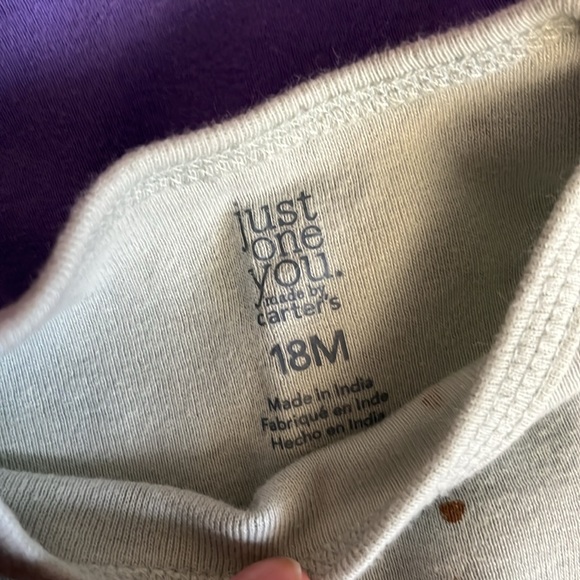 just
one
you.
made by
carter's
18M
Made in India
Fabriqué en Inde
Hecho en India